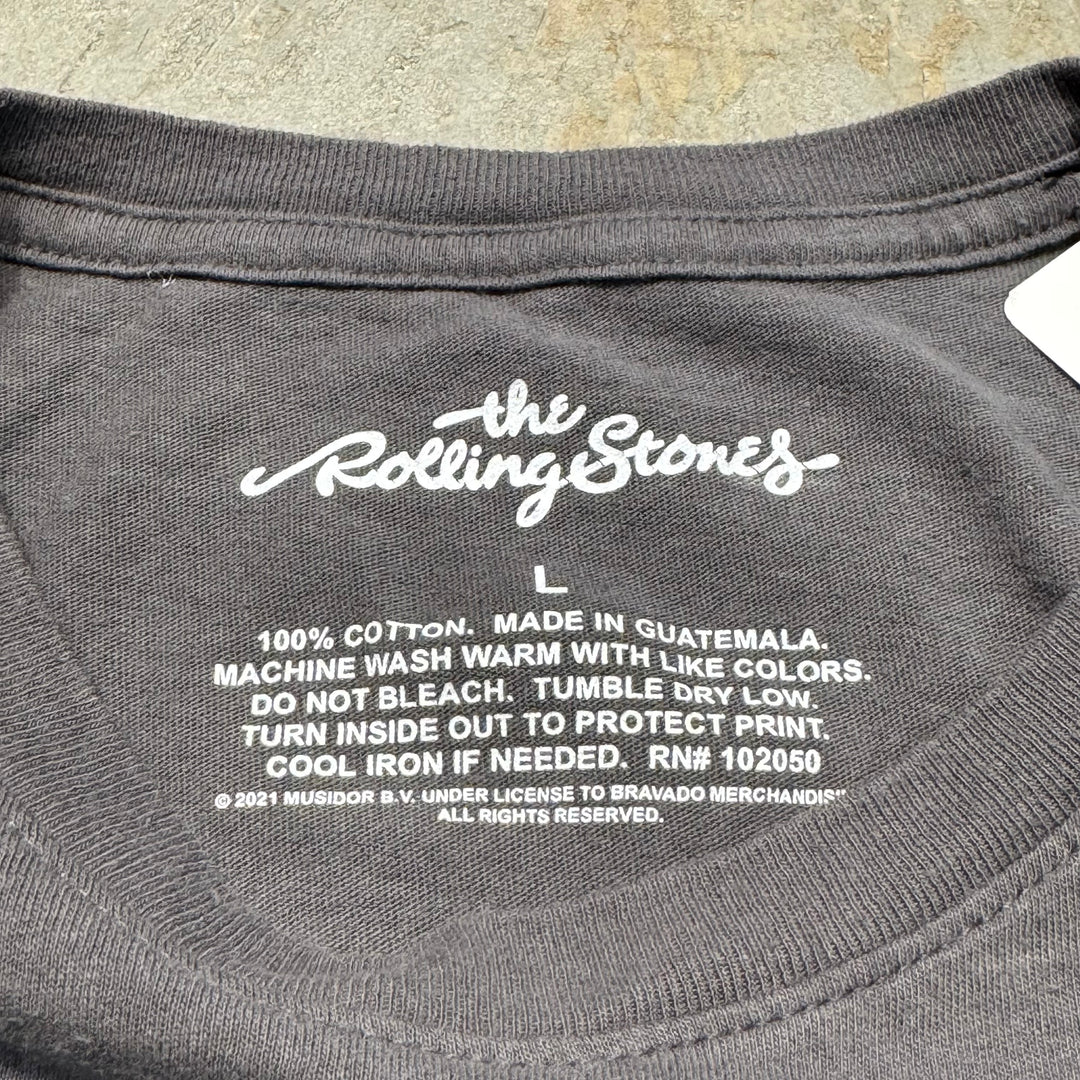 the
Rolling Stones
L
100% COTTON. MADE IN GUATEMALA.
MACHINE WASH WARM WITH LIKE COLORS.
DO NOT BLEACH. TUMBLE DRY LOW.
TURN INSIDE OUT TO PROTECT PRINT.
COOL IRON IF NEEDED. RN# 102050
© 2021 MUSIDOR B.V. UNDER LICENSE TO BRAVADO
ALL RIGHTS RESERVED.